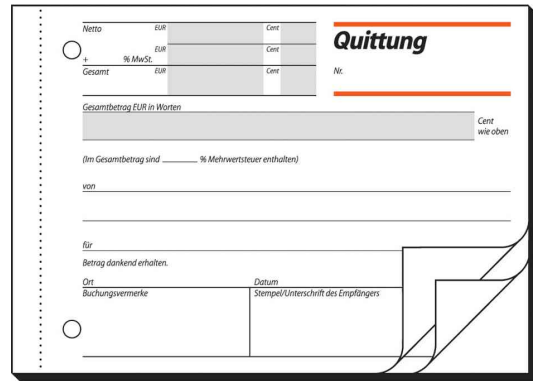 Netto EUR Cent
EUR Cent
+ % MwSt.
Gesamt EUR Cent
Quittung
Nr.
Gesamtbetrag EUR in Worten
Cent
wie oben
(Im Gesamtbetrag sind ______ % Mehrwertsteuer enthalten)
von
für
Betrag dankend erhalten.
Ort Datum
Buchungsvermerke Stempel/Unterschrift des Empfängers